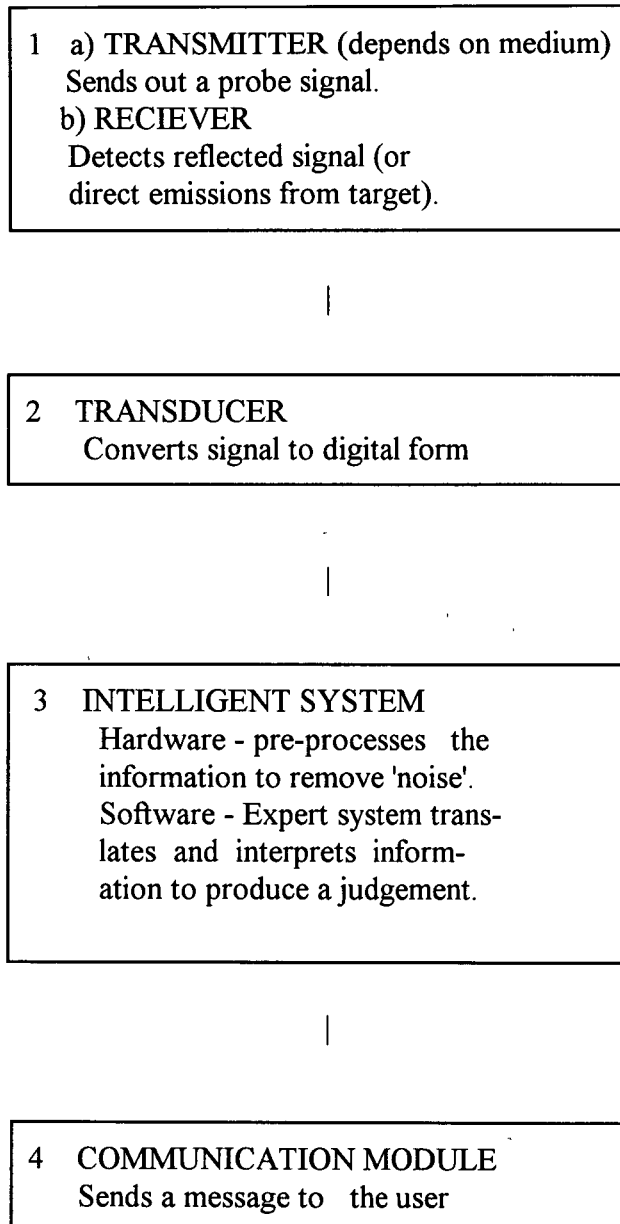 1 a) TRANSMITTER (depends on medium)
Sends out a probe signal.
b) RECIEVER
Detects reflected signal (or
direct emissions from target).
2 TRANSDUCER
Converts signal to digital form
3 INTELLIGENT SYSTEM
Hardware - pre-processes the
information to remove 'noise'.
Software - Expert system trans-
lates and interprets inform-
ation to produce a judgement.
4 COMMUNICATION MODULE
Sends a message to the user